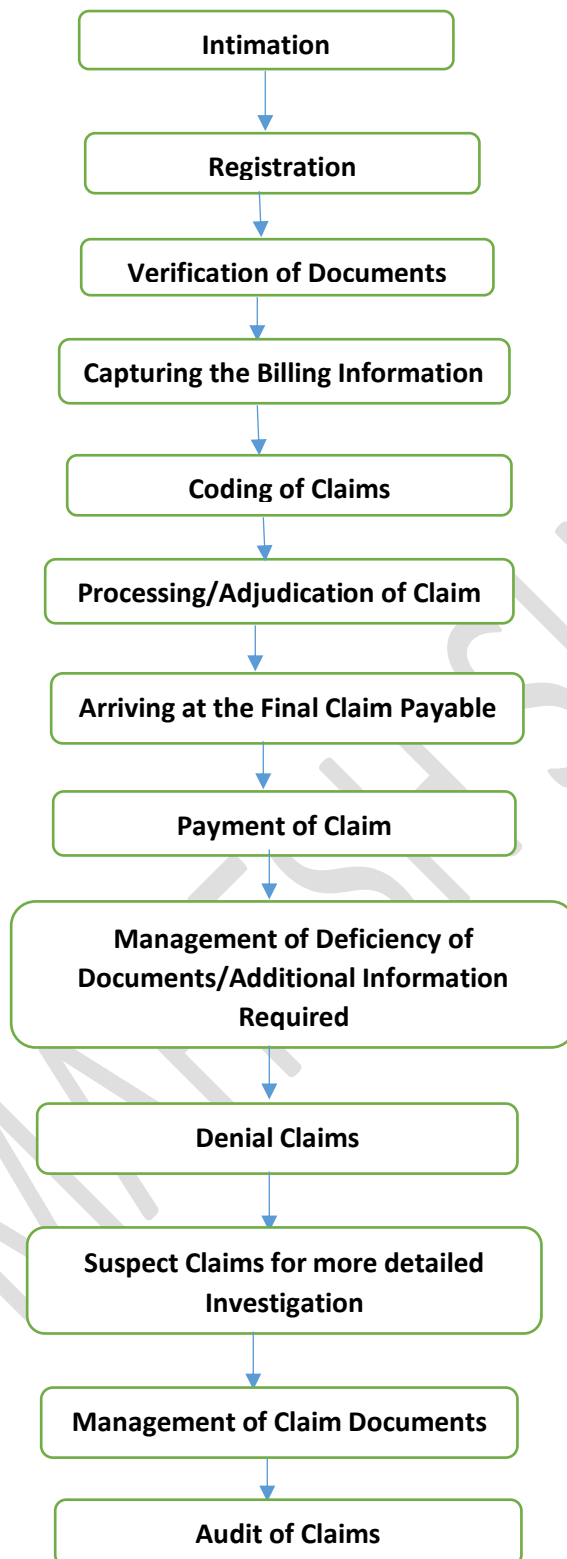 Intimation
Registration
Verification of Documents
Capturing the Billing Information
Coding of Claims
Processing/Adjudication of Claim
Arriving at the Final Claim Payable
Payment of Claim
Management of Deficiency of
Documents/Additional Information
Required
Denial Claims
Suspect Claims for more detailed
Investigation
Management of Claim Documents
Audit of Claims